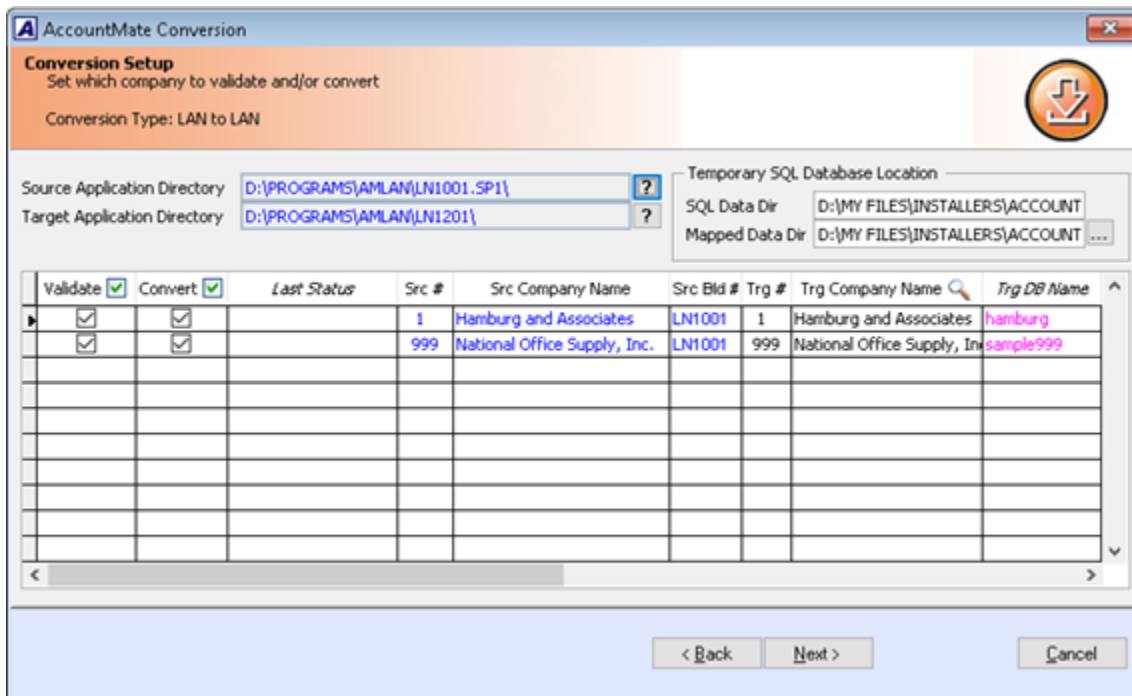 AccountMate Conversion
Conversion Setup
Set which company to validate and/or convert
Conversion Type: LAN to LAN
Source Application Directory D:\PROGRAMS\AMLAN\LN1001.SP1\ ?
Target Application Directory D:\PROGRAMS\AMLAN\LN1201\ ?
Temporary SQL Database Location
SQL Data Dir D:\MY FILES\INSTALLERS\ACCOUNT
Mapped Data Dir D:\MY FILES\INSTALLERS\ACCOUNT ...
Validate Convert Last Status Src # Src Company Name Src Bld # Trg # Trg Company Name Trg DB Name
1 Hamburg and Associates LN1001 1 Hamburg and Associates hamburg
999 National Office Supply, Inc. LN1001 999 National Office Supply, In sample999
< Back Next > Cancel